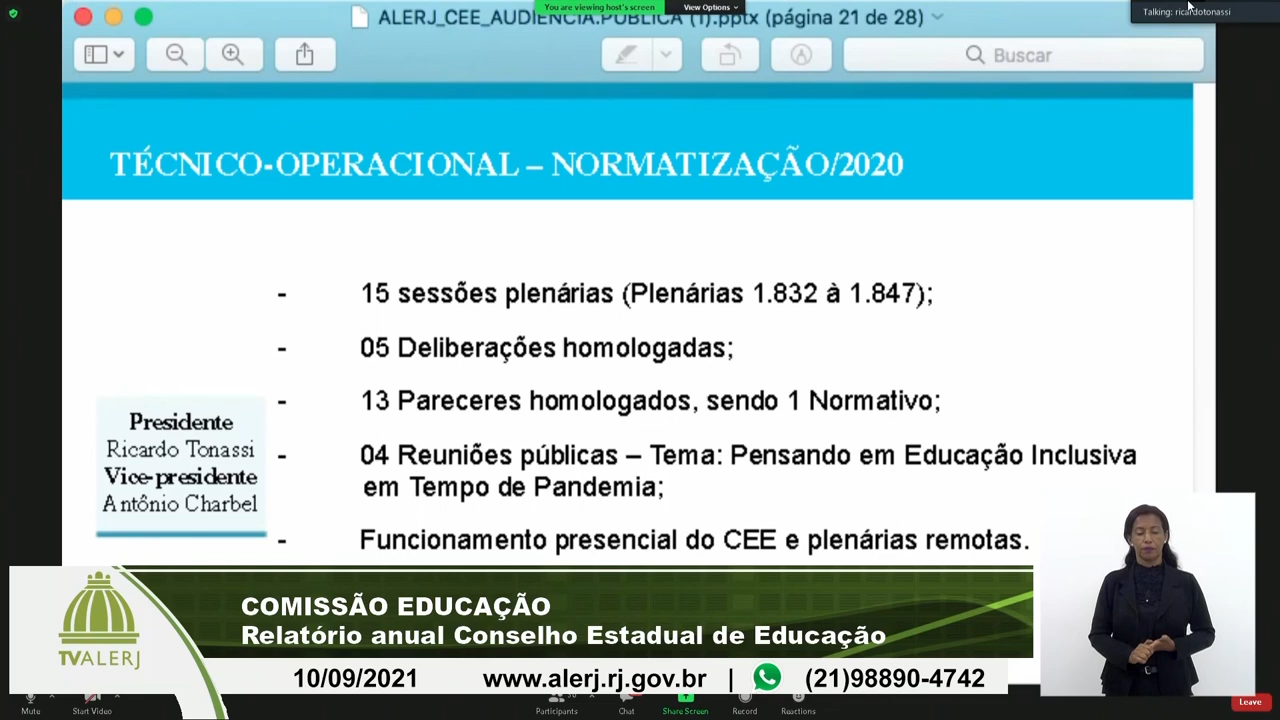 You are viewing host's screen
View Options
Talking: ricardotonassi
ALERJ_CEE_AUDIENCIA.PUBLICA (1).pptx (página 21 de 28)
Buscar
TÉCNICO-OPERACIONAL – NORMATIZAÇÃO/2020
- 15 sessões plenárias (Plenárias 1.832 à 1.847);
- 05 Deliberações homologadas;
- 13 Pareceres homologados, sendo 1 Normativo;
- 04 Reuniões públicas – Tema: Pensando em Educação Inclusiva
em Tempo de Pandemia;
- Funcionamento presencial do CEE e plenárias remotas.
Presidente
Ricardo Tonassi
Vice-presidente
Antônio Charbel
COMISSÃO EDUCAÇÃO
Relatório anual Conselho Estadual de Educação
TVALERJ
10/09/2021 www.alerj.rj.gov.br | (21)98890-4742
Mute Start Video Participants Chat Share Screen Record Reactions Leave